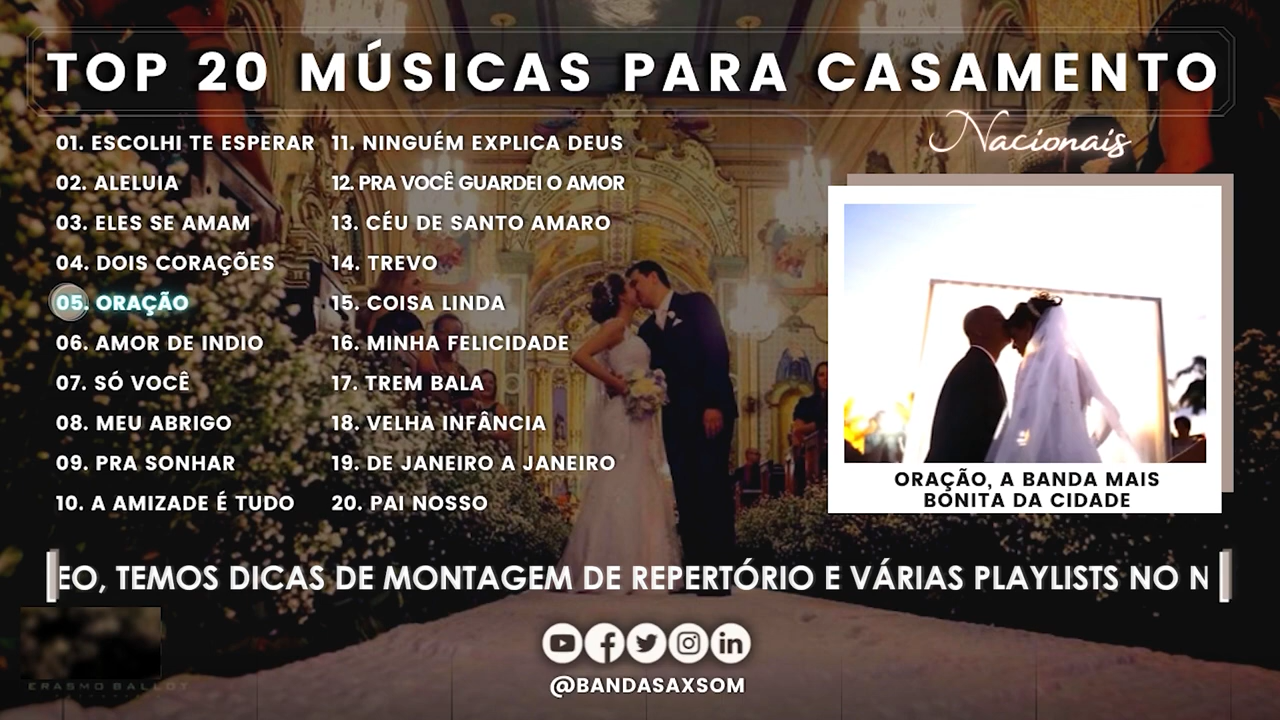 TOP 20 MÚSICAS PARA CASAMENTO
Nacionais
01. ESCOLHI TE ESPERAR
02. ALELUIA
03. ELES SE AMAM
04. DOIS CORAÇÕES
05. ORAÇÃO
06. AMOR DE INDIO
07. SÓ VOCÊ
08. MEU ABRIGO
09. PRA SONHAR
10. A AMIZADE É TUDO
11. NINGUÉM EXPLICA DEUS
12. PRA VOCÊ GUARDEI O AMOR
13. CÉU DE SANTO AMARO
14. TREVO
15. COISA LINDA
16. MINHA FELICIDADE
17. TREM BALA
18. VELHA INFÂNCIA
19. DE JANEIRO A JANEIRO
20. PAI NOSSO
ORAÇÃO, A BANDA MAIS
BONITA DA CIDADE
EO, TEMOS DICAS DE MONTAGEM DE REPERTÓRIO E VÁRIAS PLAYLISTS NO N
in
@BANDASAXSOM
ERASMO BALLOT